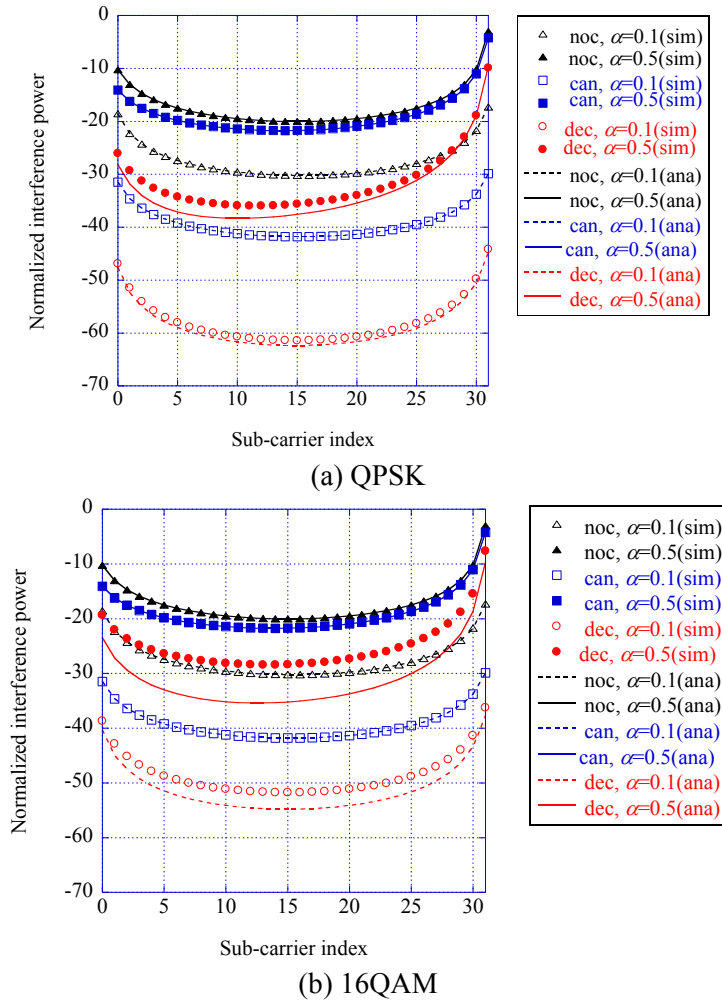 0
-10
-20
-30
-40
-50
-60
-70
Normalized interference power
0
5
10
15
20
25
30
Sub-carrier index
noc, α=0.1(sim)
noc, α=0.5(sim)
can, α=0.1(sim)
can, α=0.5(sim)
dec, α=0.1(sim)
dec, α=0.5(sim)
noc, α=0.1(ana)
noc, α=0.5(ana)
can, α=0.1(ana)
can, α=0.5(ana)
dec, α=0.1(ana)
dec, α=0.5(ana)
(a) QPSK
0
-10
-20
-30
-40
-50
-60
-70
Normalized interference power
0
5
10
15
20
25
30
Sub-carrier index
noc, α=0.1(sim)
noc, α=0.5(sim)
can, α=0.1(sim)
can, α=0.5(sim)
dec, α=0.1(sim)
dec, α=0.5(sim)
noc, α=0.1(ana)
noc, α=0.5(ana)
can, α=0.1(ana)
can, α=0.5(ana)
dec, α=0.1(ana)
dec, α=0.5(ana)
(b) 16QAM